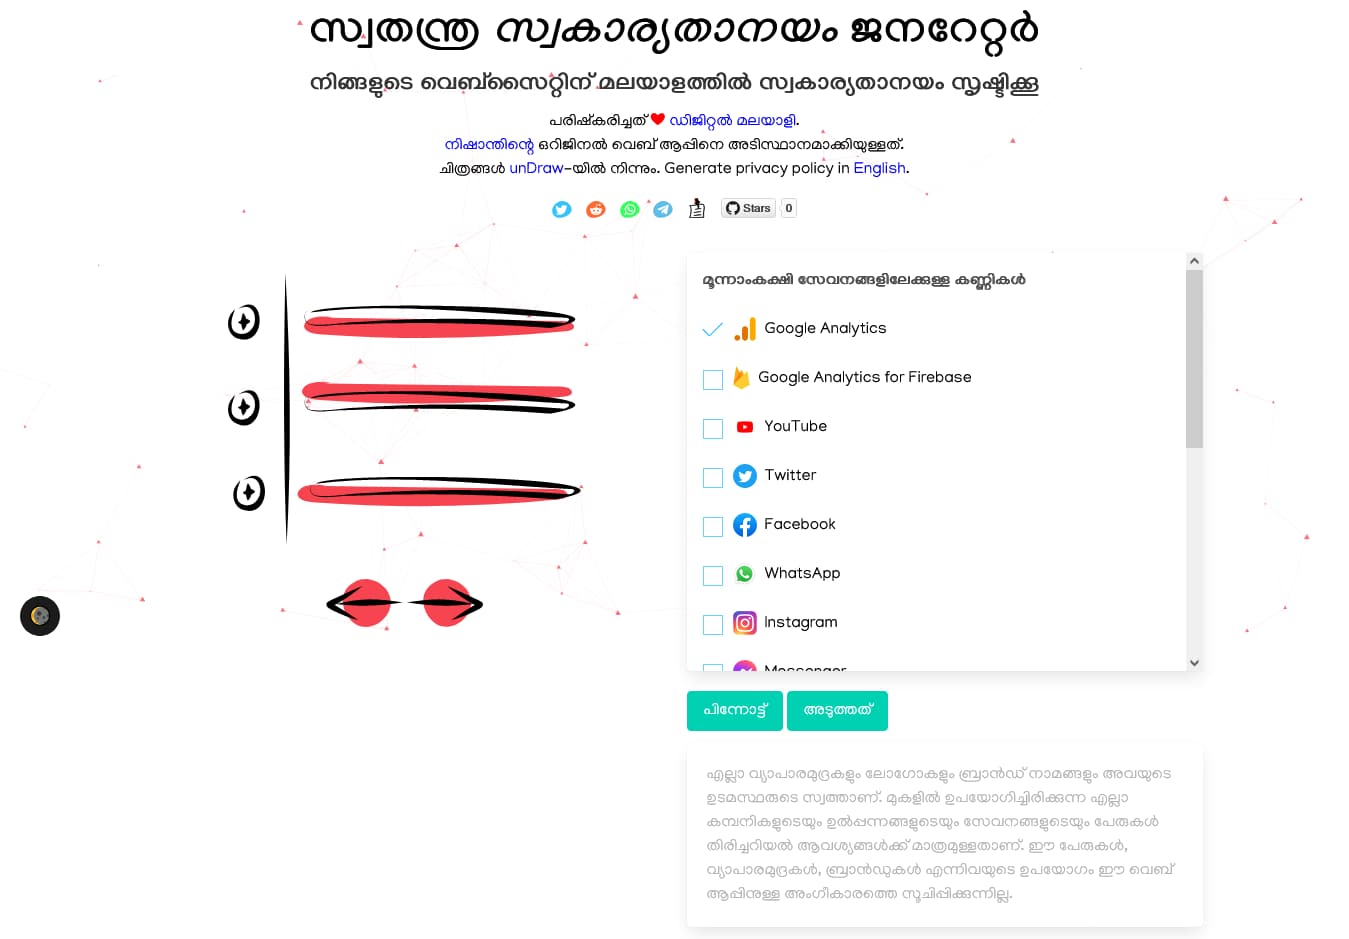 സ്വതന്ത്ര സ്വകാര്യതാനയം ജനറേറ്റർ
നിങ്ങളുടെ വെബ്സൈറ്റിന് മലയാളത്തിൽ സ്വകാര്യതാനയം സൃഷ്ടിക്കൂ
പരിഷ്കരിച്ചത് ❤ ഡിജിറ്റൽ മലയാളി.
നിഷാന്തിന്റെ ഒറിജിനൽ വെബ് ആപ്പിനെ അടിസ്ഥാനമാക്കിയുള്ളത്.
ചിത്രങ്ങൾ unDraw-യിൽ നിന്നും. Generate privacy policy in English.
Stars 0
മൂന്നാംകക്ഷി സേവനങ്ങളിലേക്കുള്ള കണ്ണികൾ
Google Analytics
Google Analytics for Firebase
YouTube
Twitter
Facebook
WhatsApp
Instagram
Messenger
പിന്നോട്ട് അടുത്തത്
എല്ലാ വ്യാപാരമുദ്രകളും ലോഗോകളും ബ്രാൻഡ് നാമങ്ങളും അവയുടെ
ഉടമസ്ഥരുടെ സ്വത്താണ്. മുകളിൽ ഉപയോഗിച്ചിരിക്കുന്ന എല്ലാ
കമ്പനികളുടെയും ഉൽപ്പന്നങ്ങളുടെയും സേവനങ്ങളുടെയും പേരുകൾ
തിരിച്ചറിയൽ ആവശ്യങ്ങൾക്ക് മാത്രമുള്ളതാണ്. ഈ പേരുകൾ,
വ്യാപാരമുദ്രകൾ, ബ്രാൻഡുകൾ എന്നിവയുടെ ഉപയോഗം ഈ വെബ്
ആപ്പിനുള്ള അംഗീകാരത്തെ സൂചിപ്പിക്കുന്നില്ല.